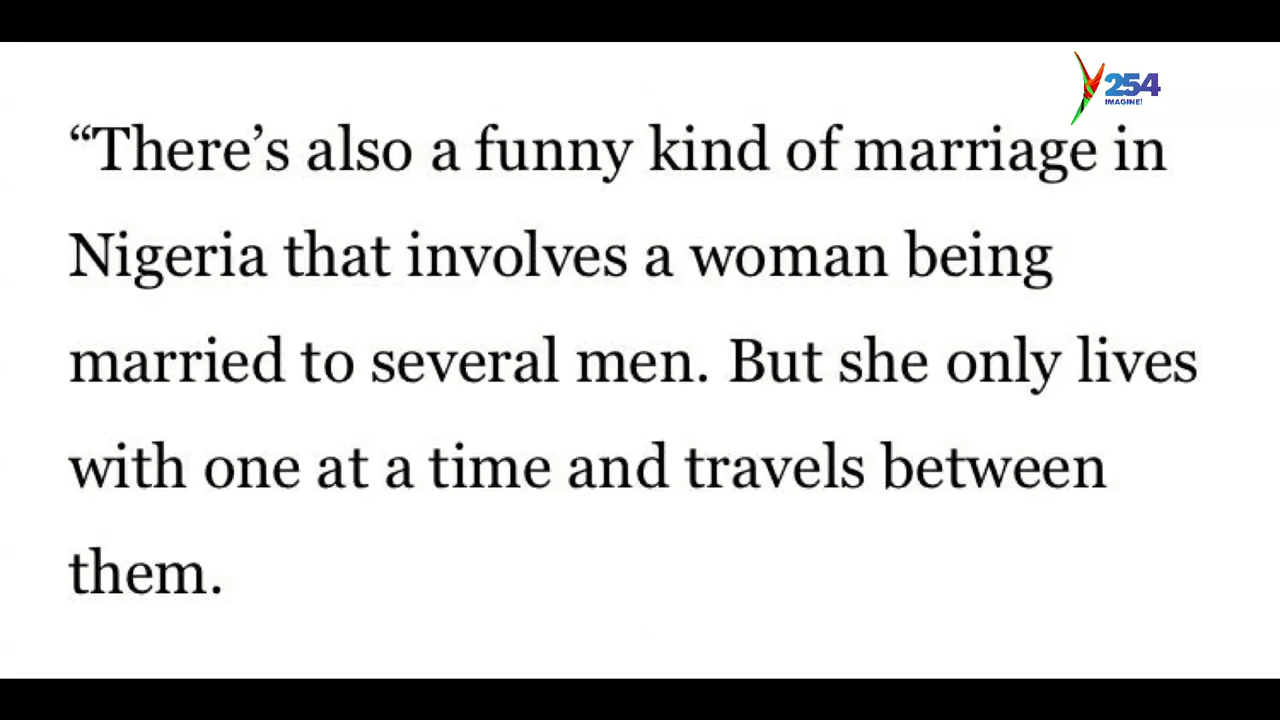 254
IMAGINE!
“There’s also a funny kind of marriage in
Nigeria that involves a woman being
married to several men. But she only lives
with one at a time and travels between
them.